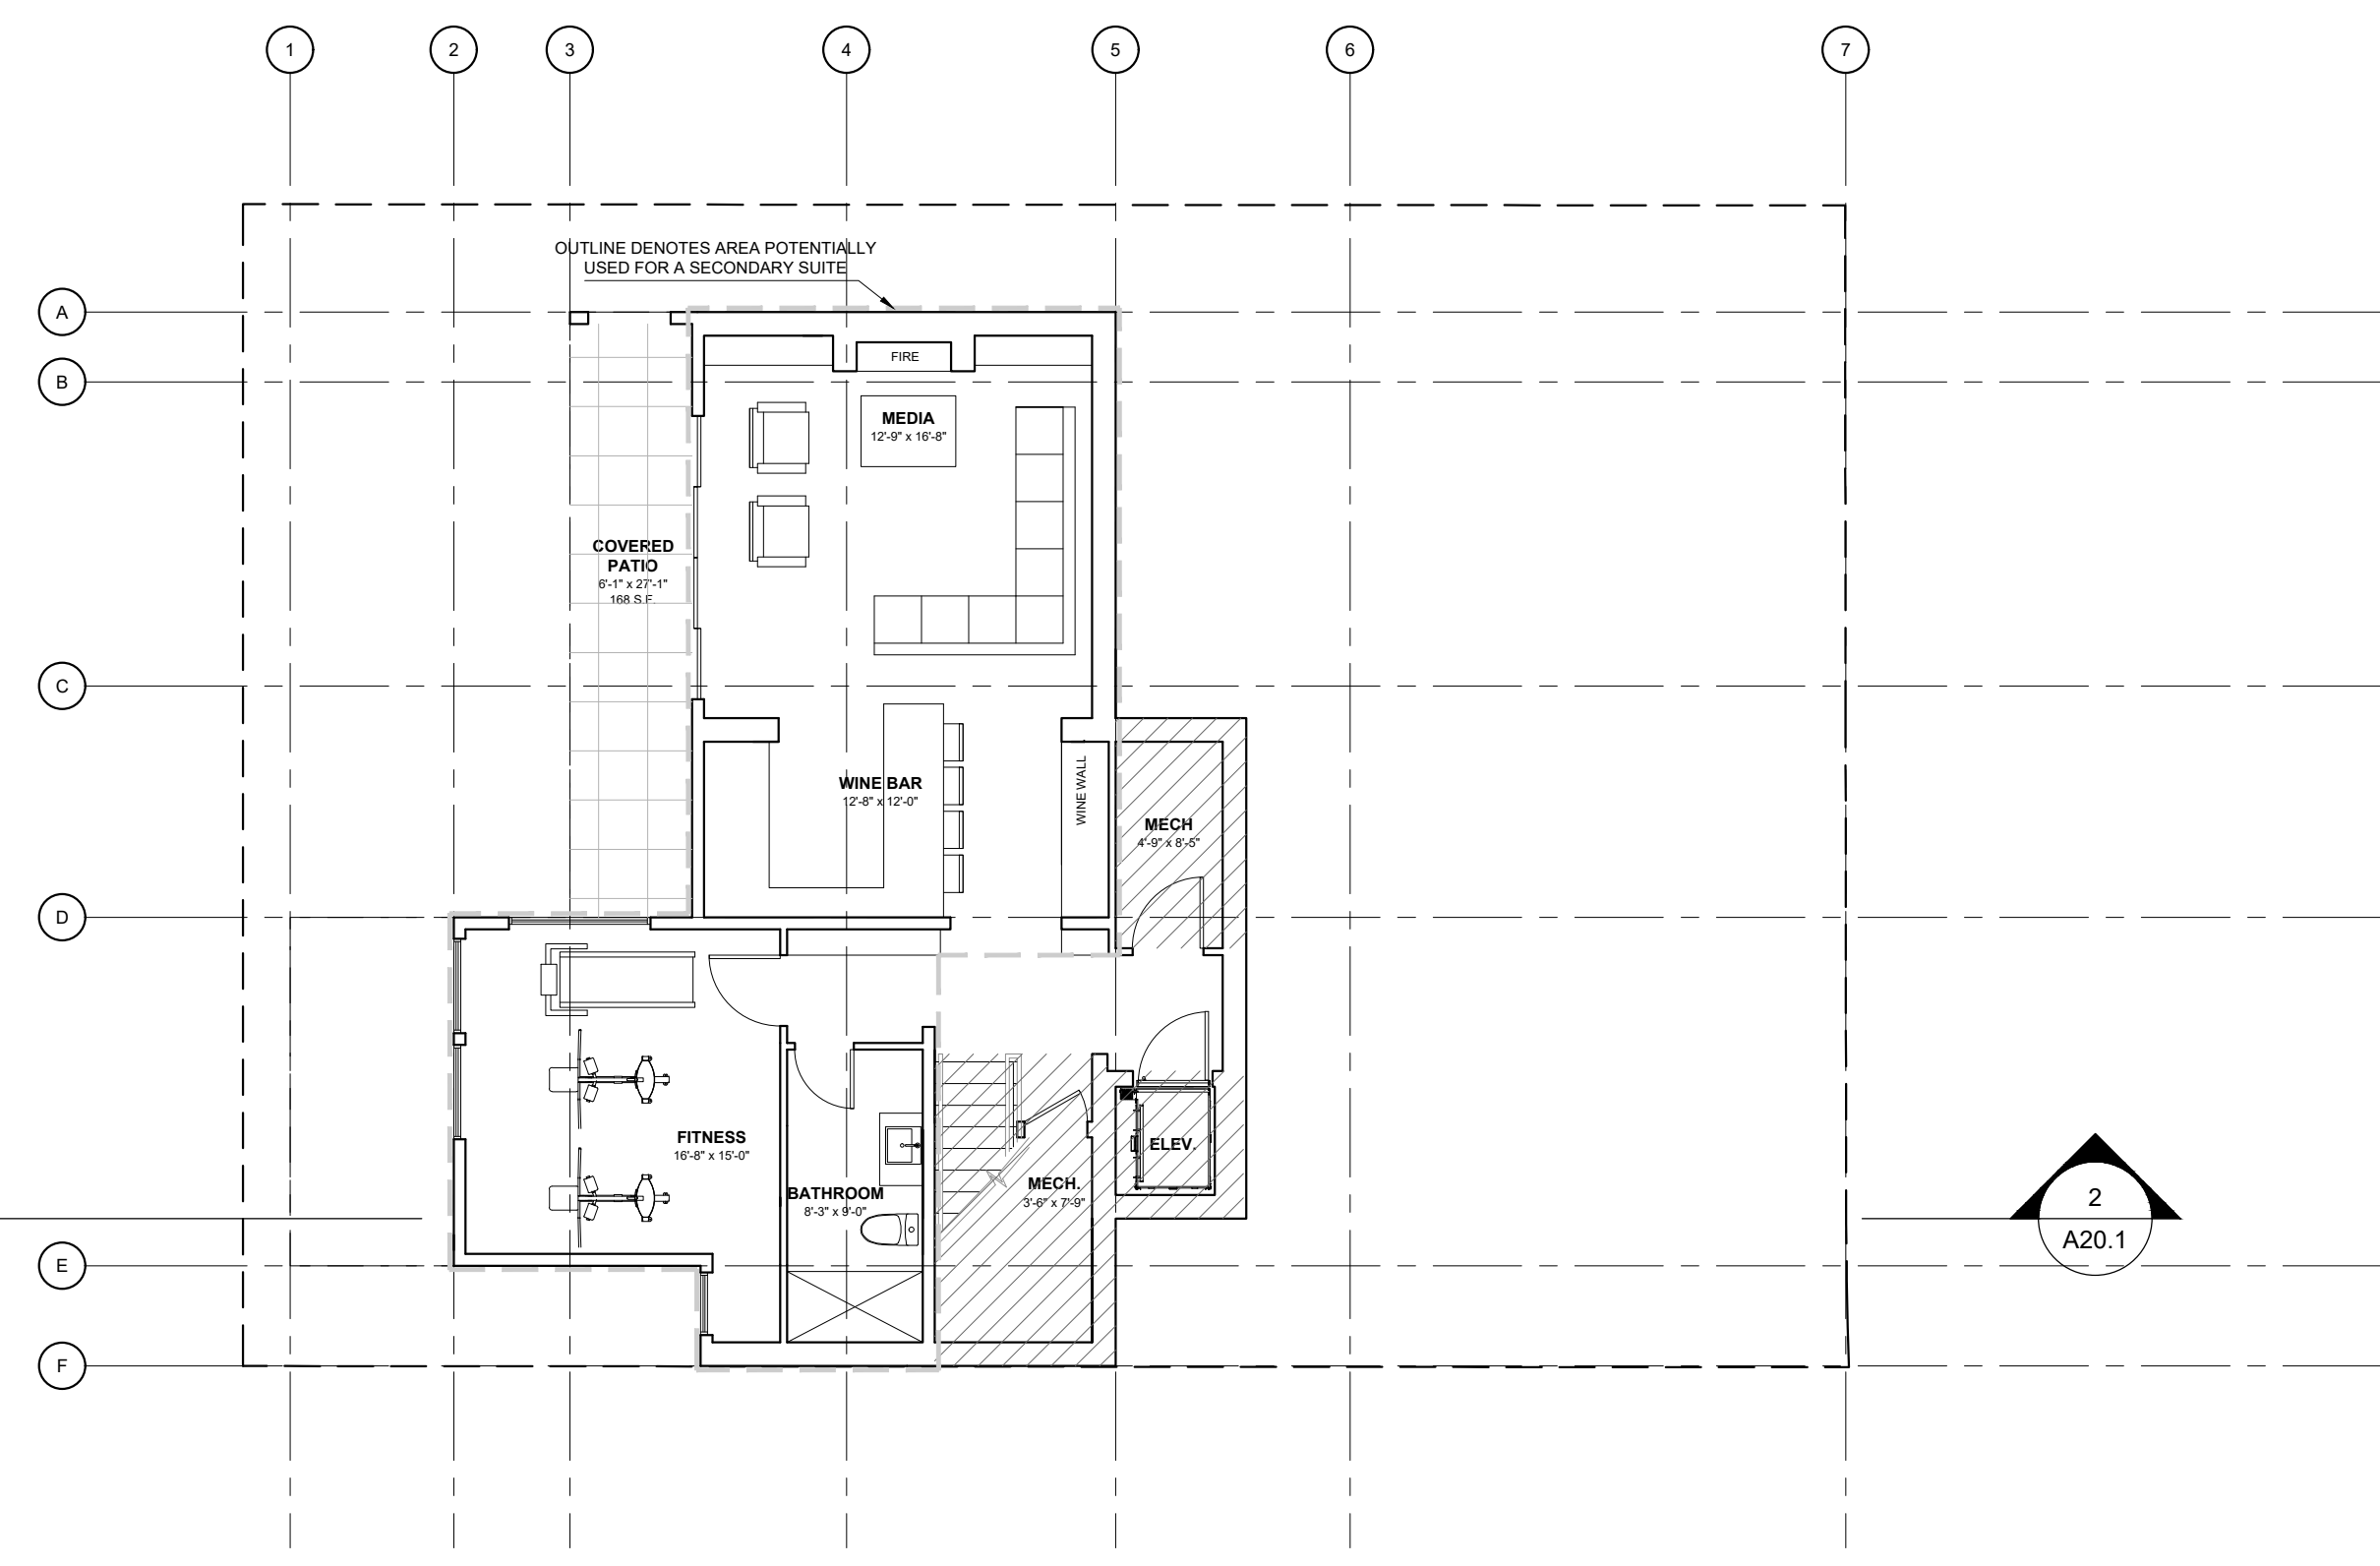 1
2
3
4
5
6
7
OUTLINE DENOTES AREA POTENTIALLY
USED FOR A SECONDARY SUITE
A
FIRE
B
MEDIA
12'-9" x 16'-8"
COVERED
PATIO
6'-1" x 27'-1"
168 S.F.
C
WINE BAR
12'-8" x 12'-0"
WINE WALL
MECH
4'-9" x 8'-5"
D
FITNESS
16'-8" x 15'-0"
ELEV.
BATHROOM
8'-3" x 9'-0"
MECH.
3'-6" x 7'-9"
2
A20.1
E
F